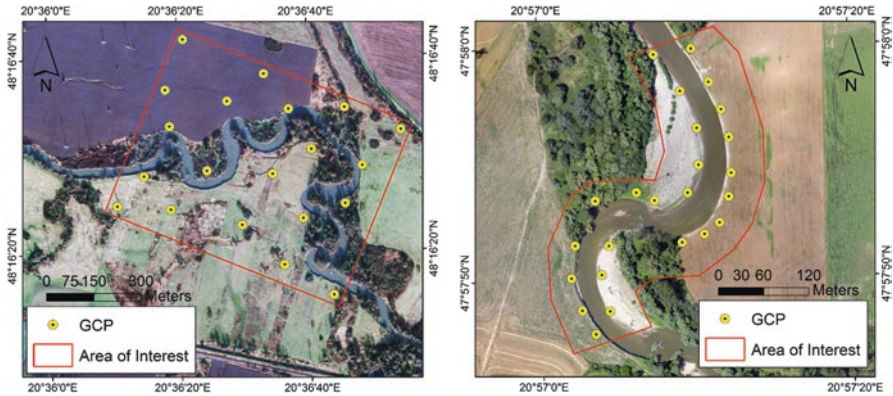 20°36'0"E 20°36'20"E 20°36'40"E
48°16'40"N
48°16'20"N
N
48°16'40"N
48°16'20"N
0 75 150 300
Meters
GCP
Area of Interest
20°36'0"E 20°36'20"E 20°36'40"E
20°57'0"E 20°57'20"E
47°58'0"N
47°57'50"N
N
47°58'0"N
47°57'50"N
0 30 60 120
Meters
GCP
Area of Interest
20°57'0"E 20°57'20"E